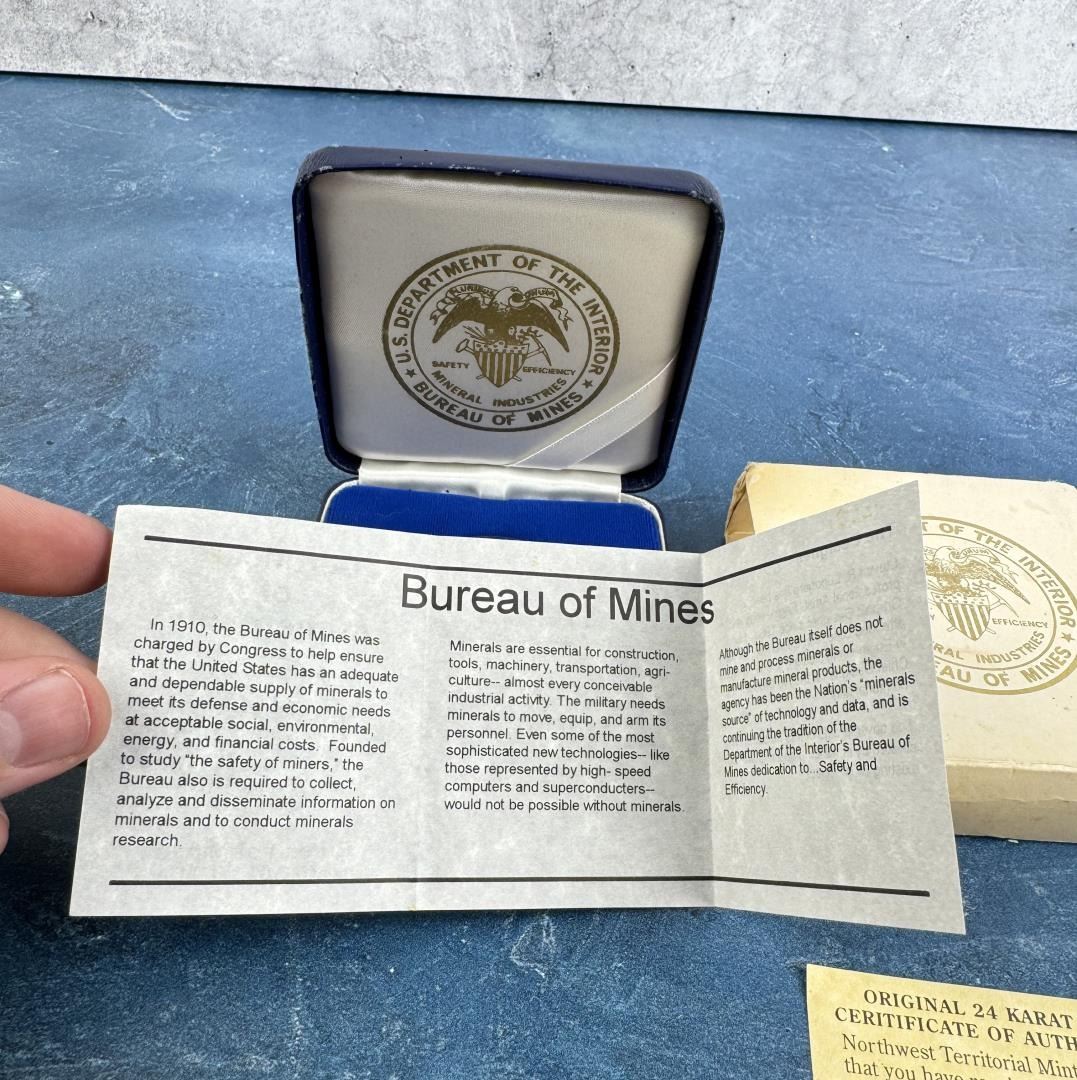 U.S. DEPARTMENT OF THE INTERIOR
SAFETY EFFICIENCY
MINERAL INDUSTRIES
★ BUREAU OF MINES ★
Bureau of Mines
In 1910, the Bureau of Mines was
charged by Congress to help ensure
that the United States has an adequate
and dependable supply of minerals to
meet its defense and economic needs
at acceptable social, environmental,
energy, and financial costs. Founded
to study "the safety of miners," the
Bureau also is required to collect,
analyze and disseminate information on
minerals and to conduct minerals
research.
Minerals are essential for construction,
tools, machinery, transportation, agri-
culture-- almost every conceivable
industrial activity. The military needs
minerals to move, equip, and arm its
personnel. Even some of the most
sophisticated new technologies-- like
those represented by high- speed
computers and superconducters--
would not be possible without minerals.
Although the Bureau itself does not
mine and process minerals or
manufacture mineral products, the
agency has been the Nation's "minerals
source" of technology and data, and is
continuing the tradition of the
Department of the Interior's Bureau of
Mines dedication to...Safety and
Efficiency.
T OF THE INTERIOR
Y EFFICIENCY
RAL INDUSTRIES
AU OF MINES ★
ORIGINAL 24 KARAT
CERITIFICATE OF AUTH
Northwest Territorial Mint
that you have